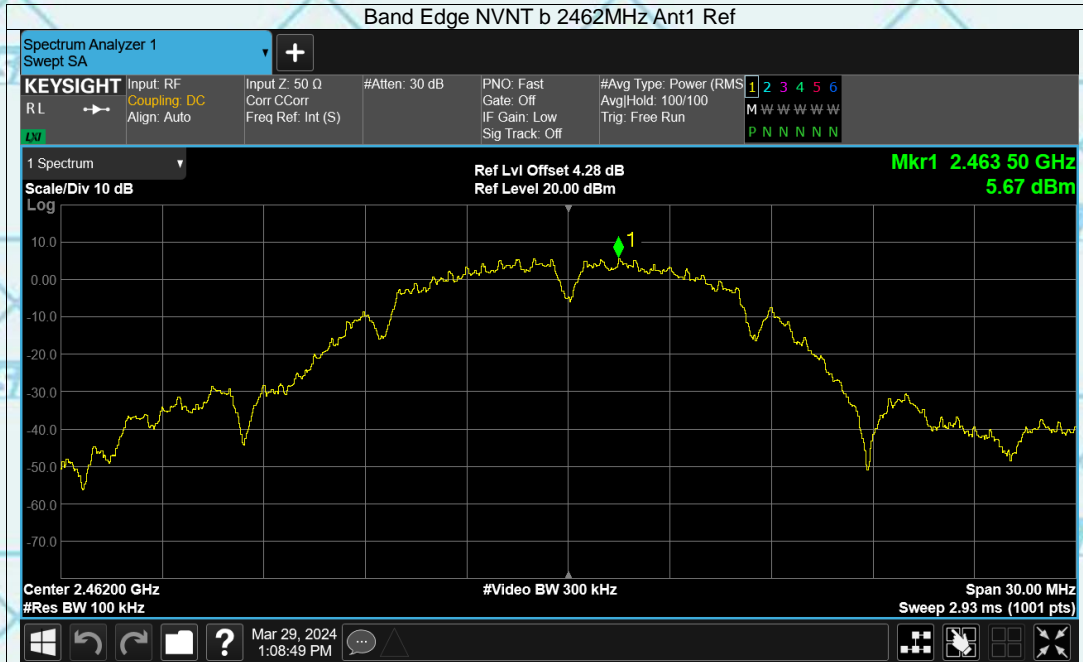 Band Edge NVNT b 2462MHz Ant1 Ref
Spectrum Analyzer 1
Swept SA
+
KEYSIGHT
RL
LXI
Input: RF
Coupling: DC
Align: Auto
Input Z: 50 Ω
Corr CCorr
Freq Ref: Int (S)
#Atten: 30 dB
PNO: Fast
Gate: Off
IF Gain: Low
Sig Track: Off
#Avg Type: Power (RMS
Avg|Hold: 100/100
Trig: Free Run
1 2 3 4 5 6
M W W W W W
P N N N N N
1 Spectrum
Scale/Div 10 dB
Log
Ref Lvl Offset 4.28 dB
Ref Level 20.00 dBm
Mkr1 2.463 50 GHz
5.67 dBm
1
10.0
0.00
-10.0
-20.0
-30.0
-40.0
-50.0
-60.0
-70.0
Center 2.46200 GHz
#Res BW 100 kHz
#Video BW 300 kHz
Span 30.00 MHz
Sweep 2.93 ms (1001 pts)
?
Mar 29, 2024
1:08:49 PM